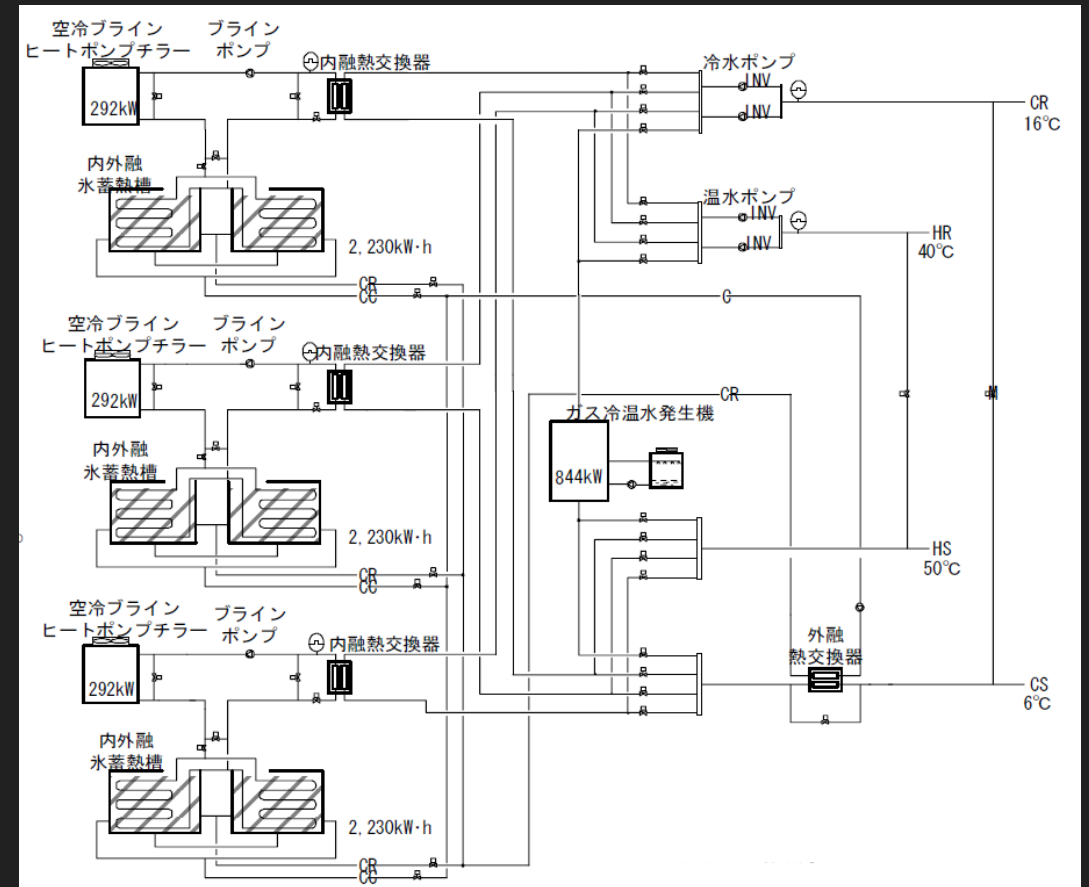 空冷ブライン
ヒートポンプチラー
ブライン
ポンプ
内融熱交換器
292kW
内外融
氷蓄熱槽
2,230kW·h
CR
CC
冷水ポンプ
INV
INV
CR
16℃
温水ポンプ
INV
INV
HR
40℃
C
空冷ブライン
ヒートポンプチラー
ブライン
ポンプ
内融熱交換器
292kW
内外融
氷蓄熱槽
2,230kW·h
CR
CC
CR
M
ガス冷温水発生機
844kW
HS
50℃
空冷ブライン
ヒートポンプチラー
ブライン
ポンプ
内融熱交換器
292kW
内外融
氷蓄熱槽
2,230kW·h
CR
CC
外融
熱交換器
CS
6℃